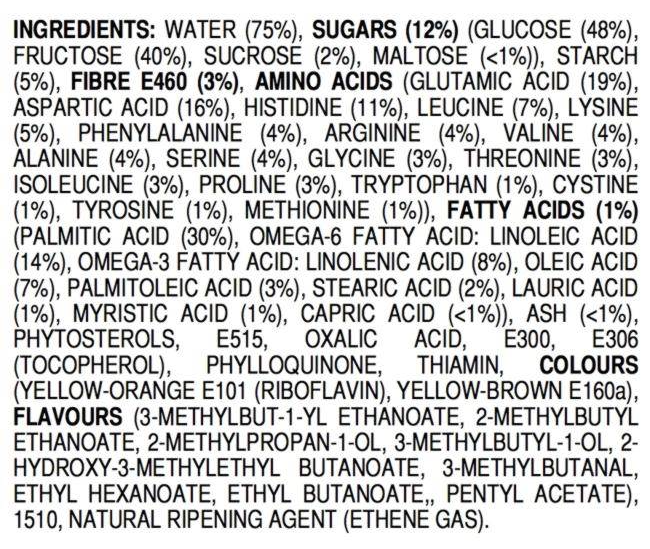 INGREDIENTS: WATER (75%), SUGARS (12%) (GLUCOSE (48%),
FRUCTOSE (40%), SUCROSE (2%), MALTOSE (<1%)), STARCH
(5%), FIBRE E460 (3%), AMINO ACIDS (GLUTAMIC ACID (19%),
ASPARTIC ACID (16%), HISTIDINE (11%), LEUCINE (7%), LYSINE
(5%), PHENYLALANINE (4%), ARGININE (4%), VALINE (4%),
ALANINE (4%), SERINE (4%), GLYCINE (3%), THREONINE (3%),
ISOLEUCINE (3%), PROLINE (3%), TRYPTOPHAN (1%), CYSTINE
(1%), TYROSINE (1%), METHIONINE (1%)), FATTY ACIDS (1%)
(PALMITIC ACID (30%), OMEGA-6 FATTY ACID: LINOLEIC ACID
(14%), OMEGA-3 FATTY ACID: LINOLENIC ACID (8%), OLEIC ACID
(7%), PALMITOLEIC ACID (3%), STEARIC ACID (2%), LAURIC ACID
(1%), MYRISTIC ACID (1%), CAPRIC ACID (<1%)), ASH (<1%),
PHYTOSTEROLS, E515, OXALIC ACID, E300, E306
(TOCOPHEROL), PHYLLOQUINONE, THIAMIN, COLOURS
(YELLOW-ORANGE E101 (RIBOFLAVIN), YELLOW-BROWN E160a),
FLAVOURS (3-METHYLBUT-1-YL ETHANOATE, 2-METHYLBUTYL
ETHANOATE, 2-METHYLPROPAN-1-OL, 3-METHYLBUTYL-1-OL, 2-
HYDROXY-3-METHYLETHYL BUTANOATE, 3-METHYLBUTANAL,
ETHYL HEXANOATE, ETHYL BUTANOATE,, PENTYL ACETATE),
1510, NATURAL RIPENING AGENT (ETHENE GAS).